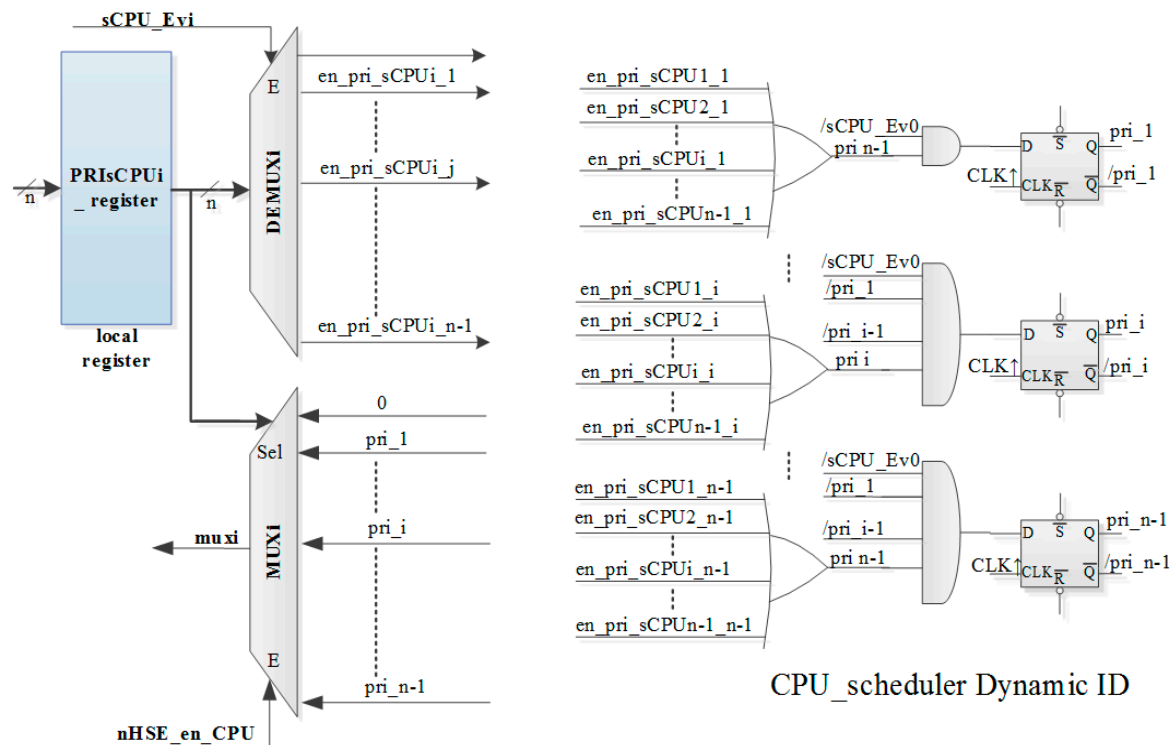 sCPU_Evi
E
PRIsCPUi
_ register
n
n
DEMUXi
en_pri_sCPUi_1
en_pri_sCPUi_j
en_pri_sCPUi_n-1
local
register
0
Sel
pri_1
MUXi
muxi
pri_i
E
pri_n-1
nHSE_en_CPU
en_pri_sCPU1_1
en_pri_sCPU2_1
en_pri_sCPUi_1
en_pri_sCPUn-1_1
/sCPU_Ev0
pri n-1
D
S
Q
pri_1
CLK↑
CLK
R
Q
/pri_1
en_pri_sCPU1_i
en_pri_sCPU2_i
en_pri_sCPUi_i
en_pri_sCPUn-1_i
/sCPU_Ev0
/pri_1
/pri_i-1
pri i
D
S
Q
pri_i
CLK↑
CLK
R
Q
/pri_i
en_pri_sCPU1_n-1
en_pri_sCPU2_n-1
en_pri_sCPUi_n-1
en_pri_sCPUn-1_n-1
/sCPU_Ev0
/pri_1
/pri_i-1
pri n-1
D
S
Q
pri_n-1
CLK↑
CLK
R
Q
/pri_n-1
CPU_scheduler Dynamic ID